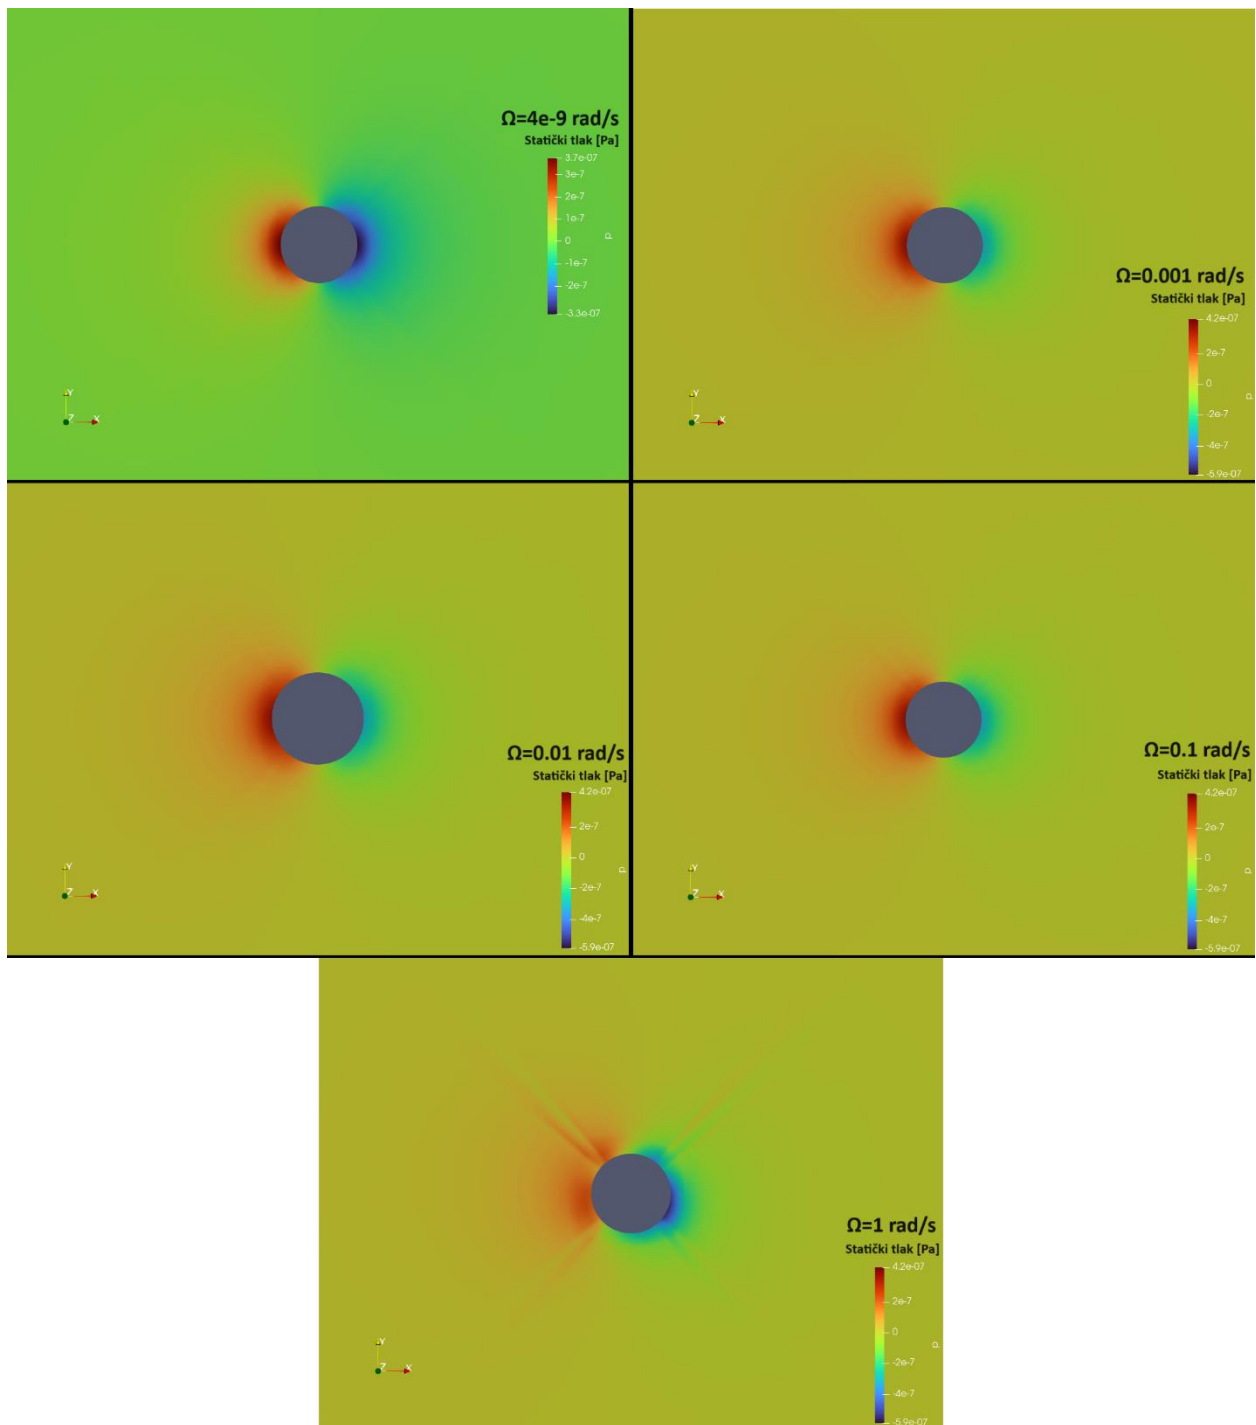 Ω=4e-9 rad/s
Statički tlak [Pa]
3.7e-07
3e-7
2e-7
1e-7
0
-1e-7
-2e-7
-3.3e-07
p
Y
Z X
Ω=0.001 rad/s
Statički tlak [Pa]
4.2e-07
2e-7
0
-2e-7
-4e-7
-5.9e-07
p
Y
Z X
Ω=0.01 rad/s
Statički tlak [Pa]
4.2e-07
2e-7
0
-2e-7
-4e-7
-5.9e-07
p
Y
Z X
Ω=0.1 rad/s
Statički tlak [Pa]
4.2e-07
2e-7
0
-2e-7
-4e-7
-5.9e-07
p
Y
Z X
Ω=1 rad/s
Statički tlak [Pa]
4.2e-07
2e-7
0
-2e-7
-4e-7
-5.9e-07
p
Y
Z X